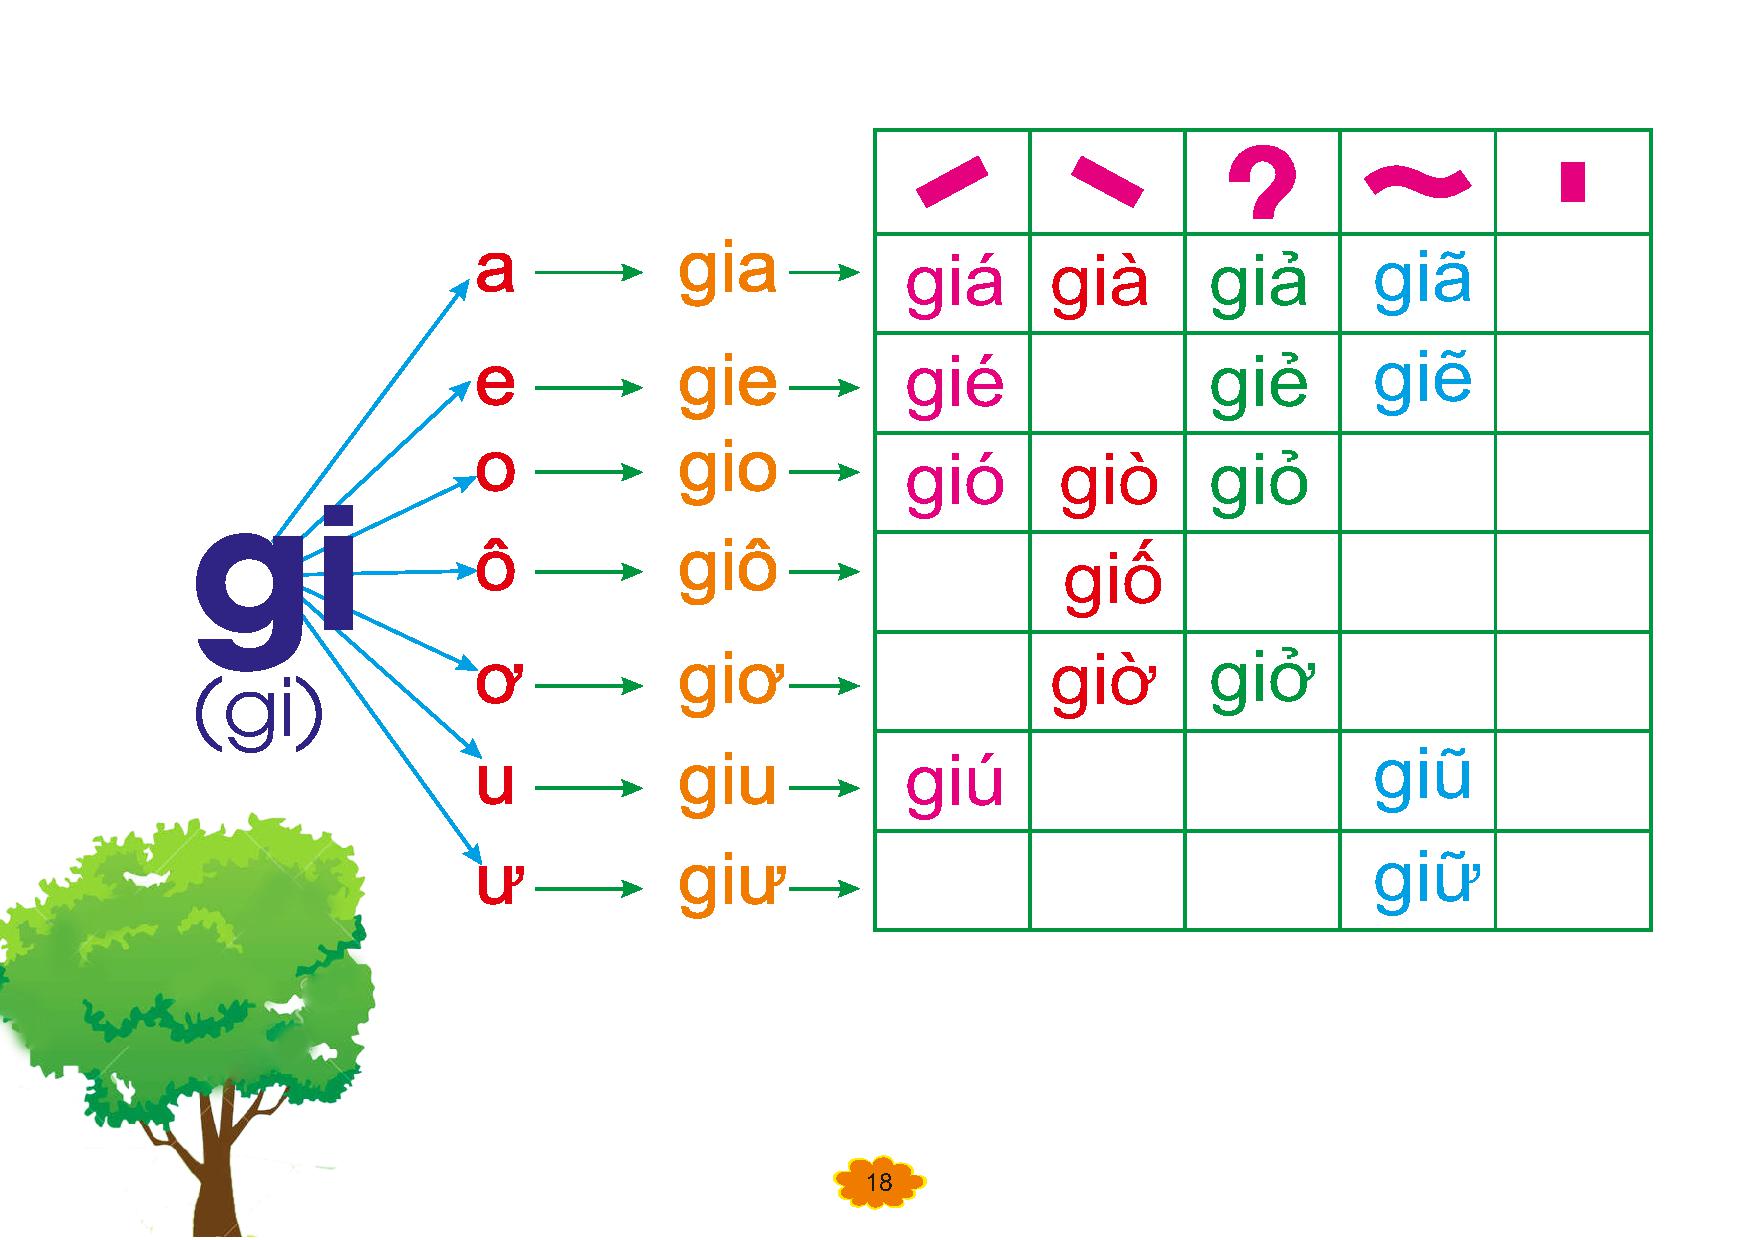 a gia giá già giả giã
e gie gié giẻ giẽ
o gio gió giò giỏ
gi
ô giô giố
(gi)
ơ giơ giờ giở
u giu giú giũ
ư giư giữ
18